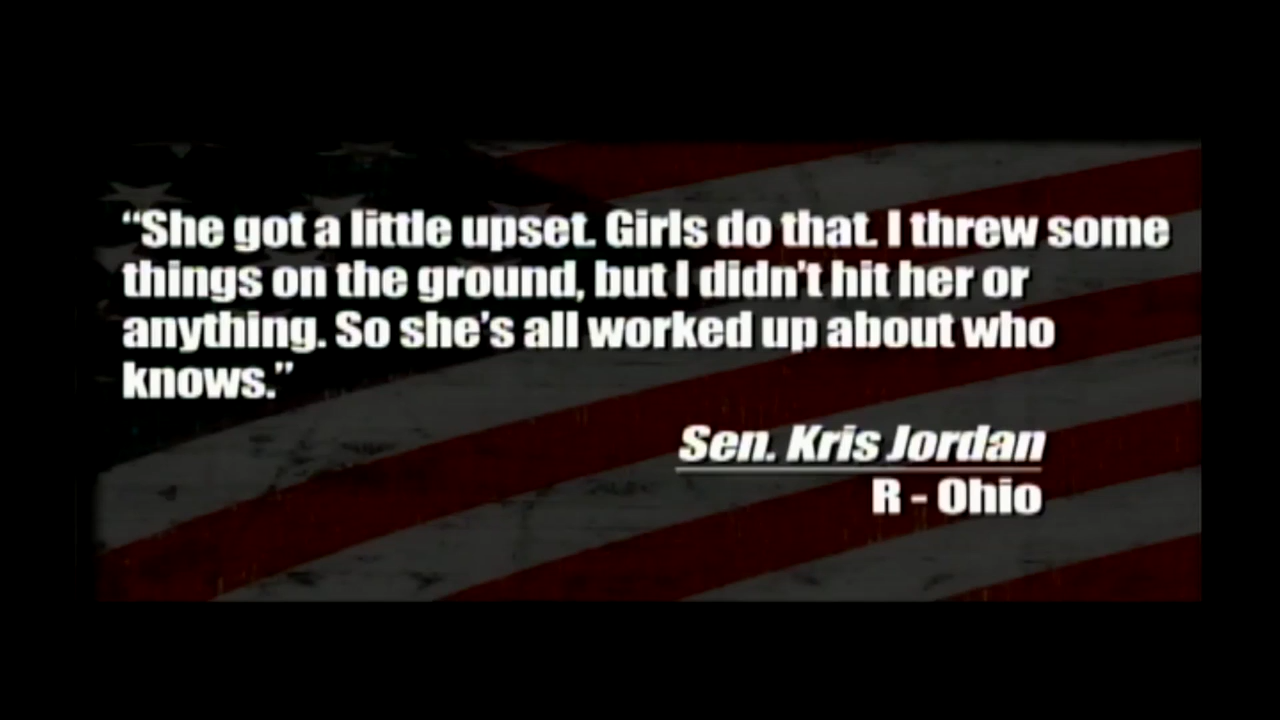 “She got a little upset. Girls do that. I threw some
things on the ground, but I didn’t hit her or
anything. So she’s all worked up about who
knows.”
Sen. Kris Jordan
R - Ohio